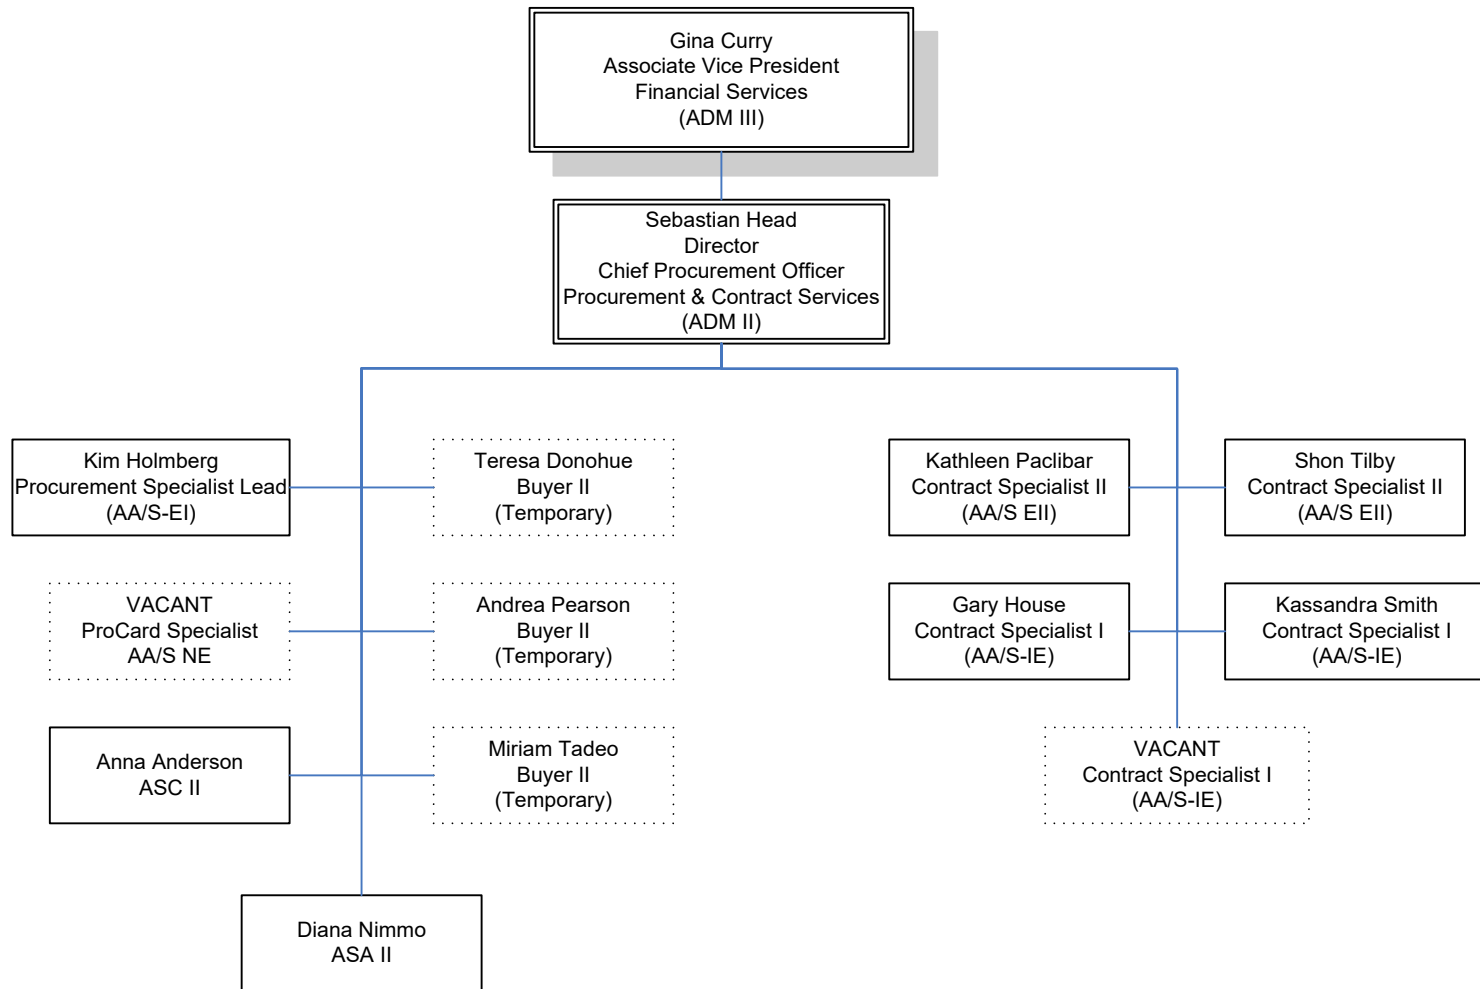 Gina Curry
Associate Vice President
Financial Services
(ADM III)
Sebastian Head
Director
Chief Procurement Officer
Procurement & Contract Services
(ADM II)
Kim Holmberg
Procurement Specialist Lead
(AA/S-EI)
Teresa Donohue
Buyer II
(Temporary)
Kathleen Paclibar
Contract Specialist II
(AA/S EII)
Shon Tilby
Contract Specialist II
(AA/S EII)
VACANT
ProCard Specialist
AA/S NE
Andrea Pearson
Buyer II
(Temporary)
Gary House
Contract Specialist I
(AA/S-IE)
Kassandra Smith
Contract Specialist I
(AA/S-IE)
Anna Anderson
ASC II
Miriam Tadeo
Buyer II
(Temporary)
VACANT
Contract Specialist I
(AA/S-IE)
Diana Nimmo
ASA II